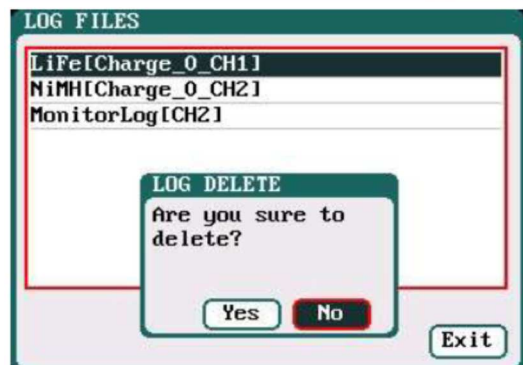 LOG FILES
LiFe[Charge_0_CH1]
NiMH[Charge_0_CH2]
MonitorLog[CH2]
LOG DELETE
Are you sure to
delete?
Yes No
Exit